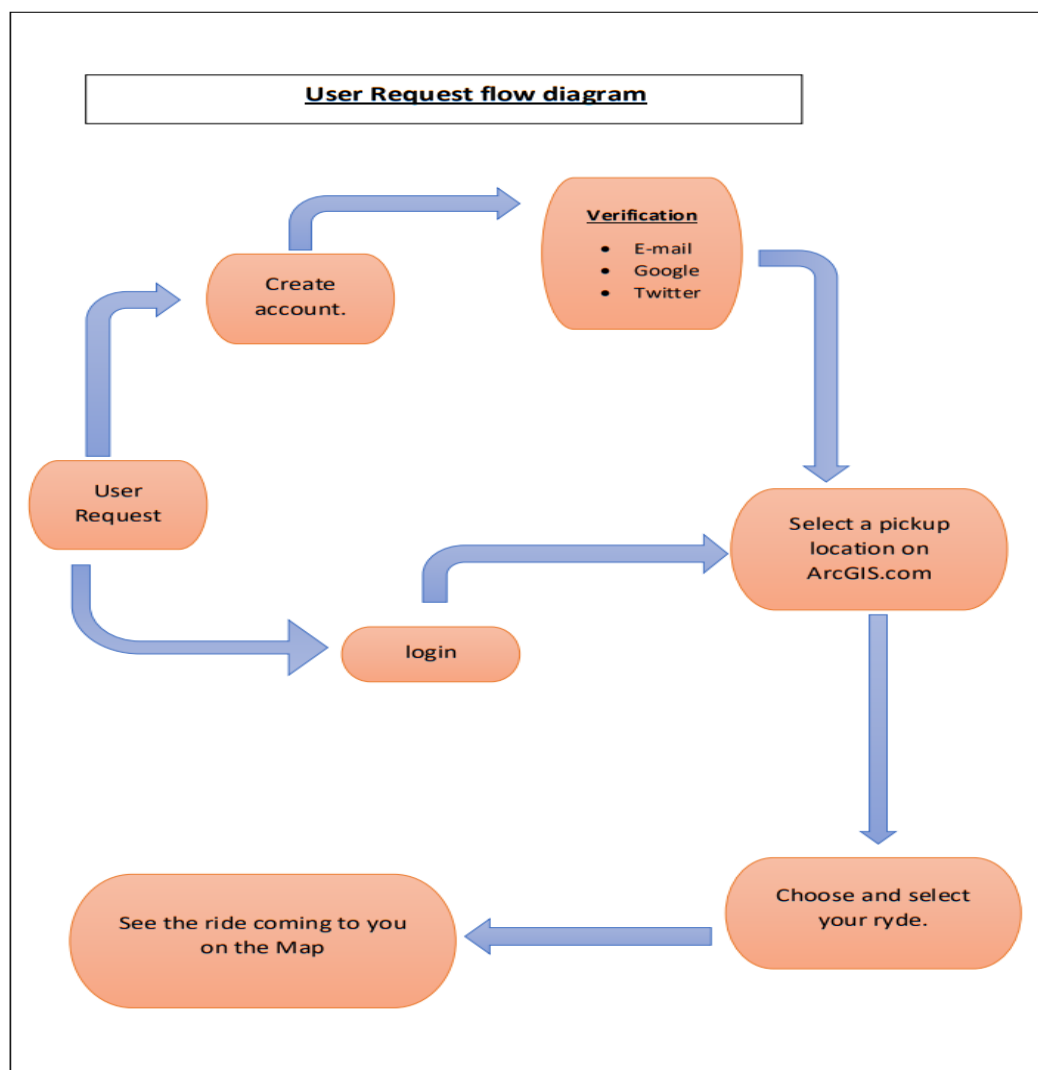 User Request flow diagram
Verification
• E-mail
• Google
• Twitter
Create
account.
User
Request
Select a pickup
location on
ArcGIS.com
login
Choose and select
your ryde.
See the ride coming to you
on the Map